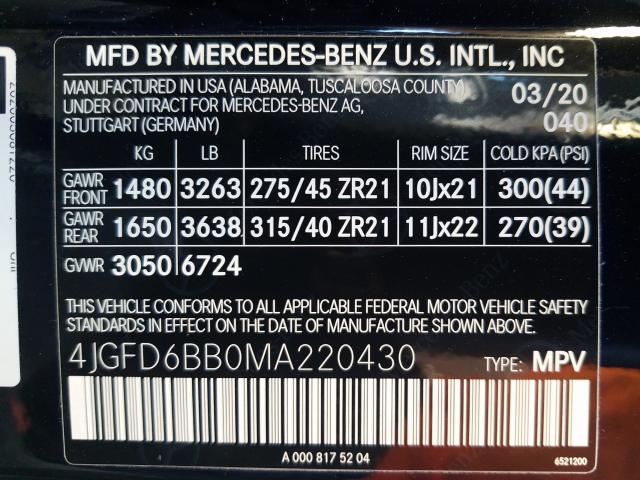 MFD BY MERCEDES-BENZ U.S. INTL., INC
MANUFACTURED IN USA (ALABAMA, TUSCALOOSA COUNTY) 03/20
UNDER CONTRACT FOR MERCEDES-BENZ AG,
STUTTGART (GERMANY) 040
KG LB TIRES RIM SIZE COLD KPA(PSI)
GAWR FRONT 1480 3263 275/45 ZR21 10Jx21 300(44)
GAWR REAR 1650 3638 315/40 ZR21 11Jx22 270(39)
GVWR 3050 6724
THIS VEHICLE CONFORMS TO ALL APPLICABLE FEDERAL MOTOR VEHICLE SAFETY
STANDARDS IN EFFECT ON THE DATE OF MANUFACTURE SHOWN ABOVE
4JGFD6BB0MA220430 TYPE: MPV
A 000 817 52 04
6521200